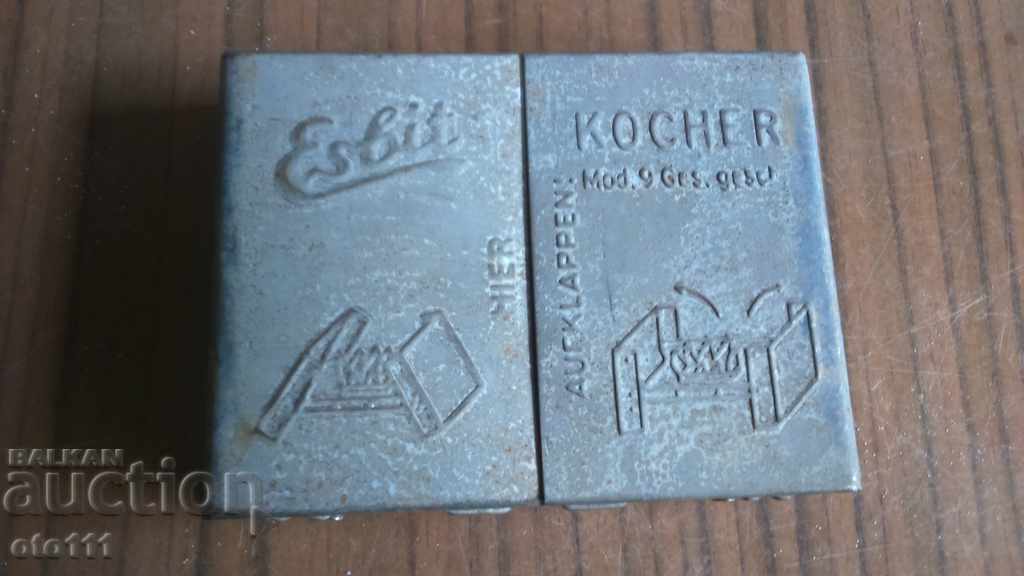 Esbit
KOCHER
Mod. 9 Ges. gesch
HIER
AUFKLAPPEN!
BALKAN
auction
oto111